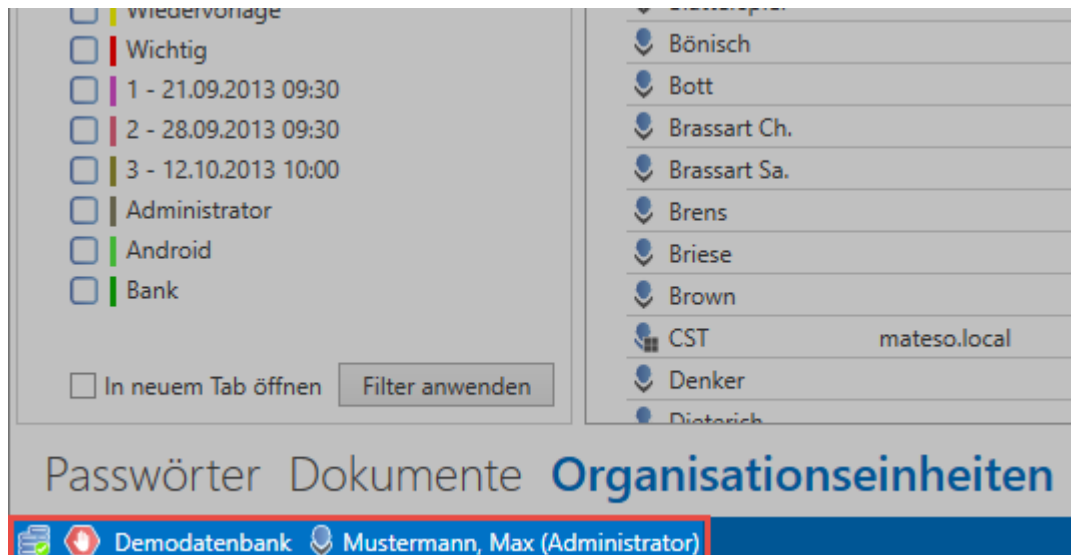 Wiedervorlage
Wichtig
1 - 21.09.2013 09:30
2 - 28.09.2013 09:30
3 - 12.10.2013 10:00
Administrator
Android
Bank
In neuem Tab öffnen
Filter anwenden
Bönisch
Bott
Brassart Ch.
Brassart Sa.
Brens
Briese
Brown
CST mateso.local
Denker
Dieterich
Passwörter Dokumente Organisationseinheiten
Demodatenbank Mustermann, Max (Administrator)